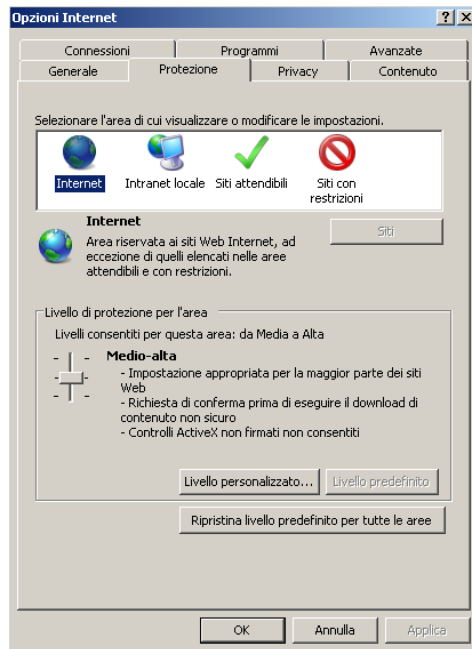 Opzioni Internet
Connessioni Programmi Avanzate
Generale Protezione Privacy Contenuto
Selezionare l'area di cui visualizzare o modificare le impostazioni.
Internet Intranet locale Siti attendibili Siti con
restrizioni
Internet
Siti
Area riservata ai siti Web Internet, ad
eccezione di quelli elencati nelle aree
attendibili e con restrizioni.
Livello di protezione per l'area
Livelli consentiti per questa area: da Media a Alta
Medio-alta
- Impostazione appropriata per la maggior parte dei siti
Web
- Richiesta di conferma prima di eseguire il download di
contenuto non sicuro
- Controlli ActiveX non firmati non consentiti
Livello personalizzato... Livello predefinito
Ripristina livello predefinito per tutte le aree
OK Annulla Applica